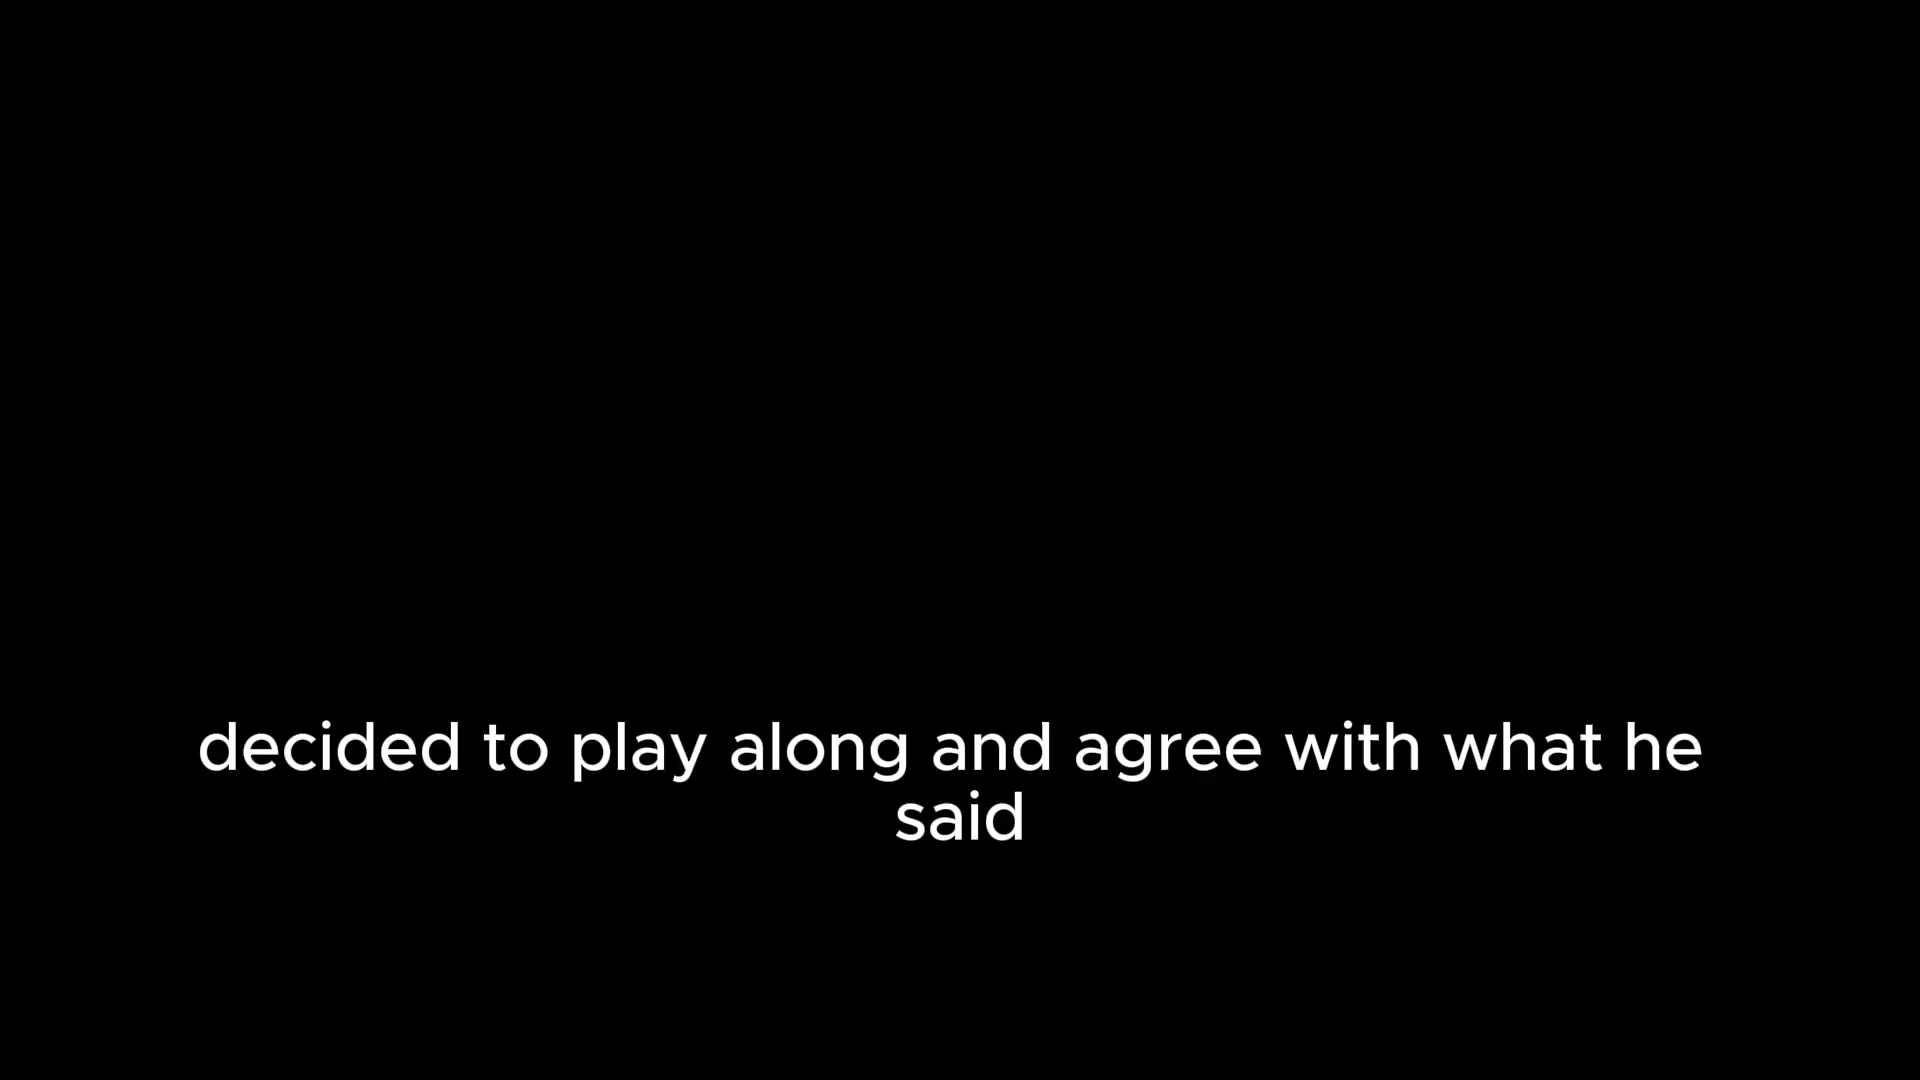 decided to play along and agree with what he
said